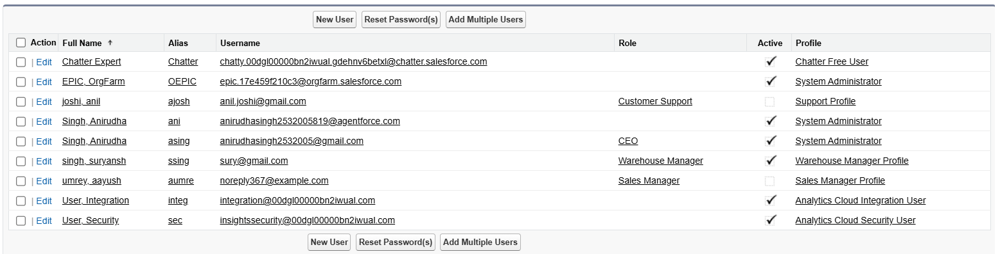 New User Reset Password(s) Add Multiple Users
Action Full Name ↑ Alias Username Role Active Profile
| Edit Chatter Expert Chatter chatty.00dgl00000bn2iwual.gdehnv6betxl@chatter.salesforce.com Chatter Free User
| Edit EPIC, OrgFarm OEPIC epic.17e459f210c3@orgfarm.salesforce.com System Administrator
| Edit joshi, anil ajosh anil.joshi@gmail.com Customer Support Support Profile
| Edit Singh, Anirudha ani anirudhasingh2532005819@agentforce.com System Administrator
| Edit Singh, Anirudha asing anirudhasingh2532005@gmail.com CEO System Administrator
| Edit singh, suryansh ssing sury@gmail.com Warehouse Manager Warehouse Manager Profile
| Edit umrey, aayush aumre noreply367@example.com Sales Manager Sales Manager Profile
| Edit User, Integration integ integration@00dgl00000bn2iwual.com Analytics Cloud Integration User
| Edit User, Security sec insightssecurity@00dgl00000bn2iwual.com Analytics Cloud Security User
New User Reset Password(s) Add Multiple Users